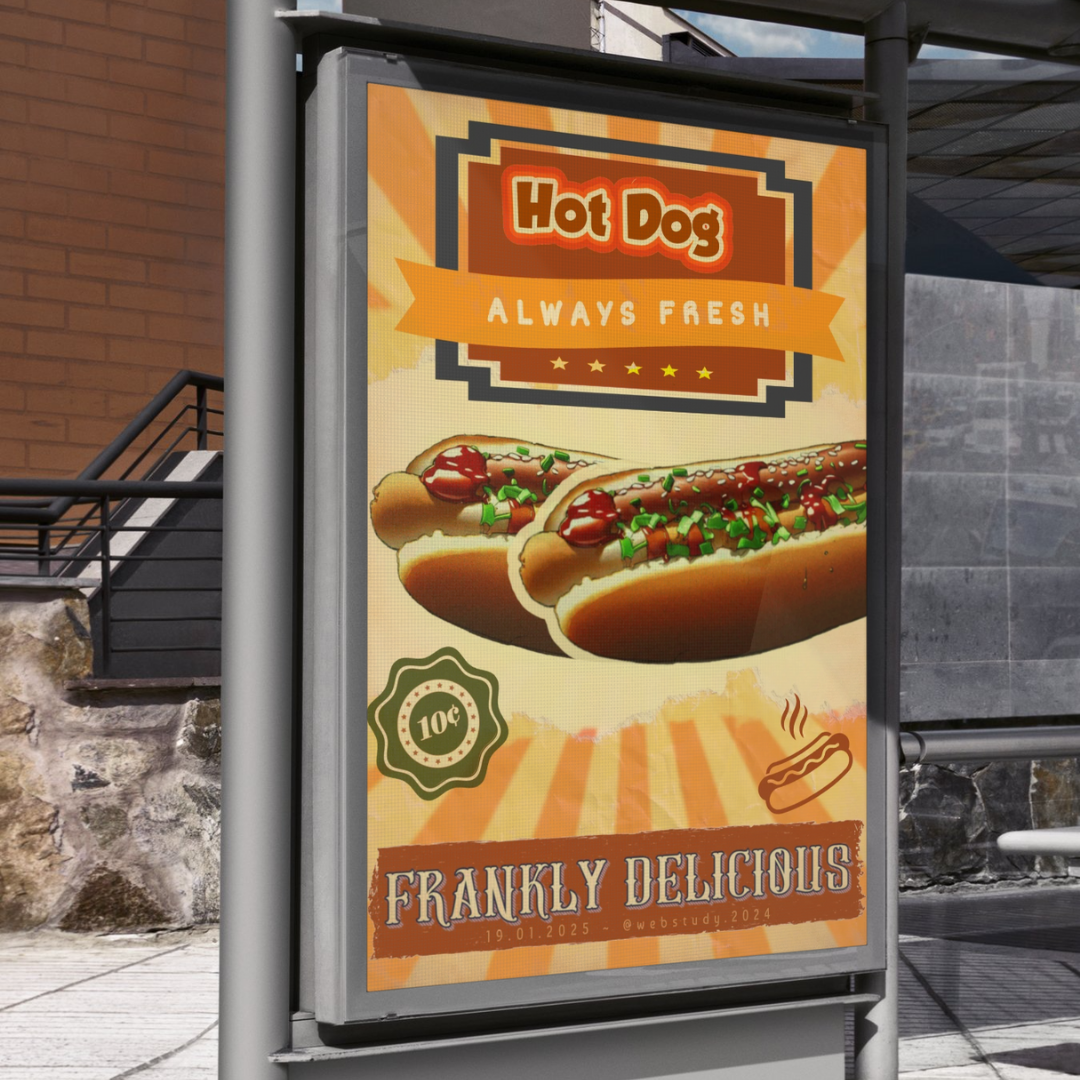 Hot Dog
ALWAYS FRESH
10¢
FRANKLY DELICIOUS
19.01.2025 - @webstudy.2024